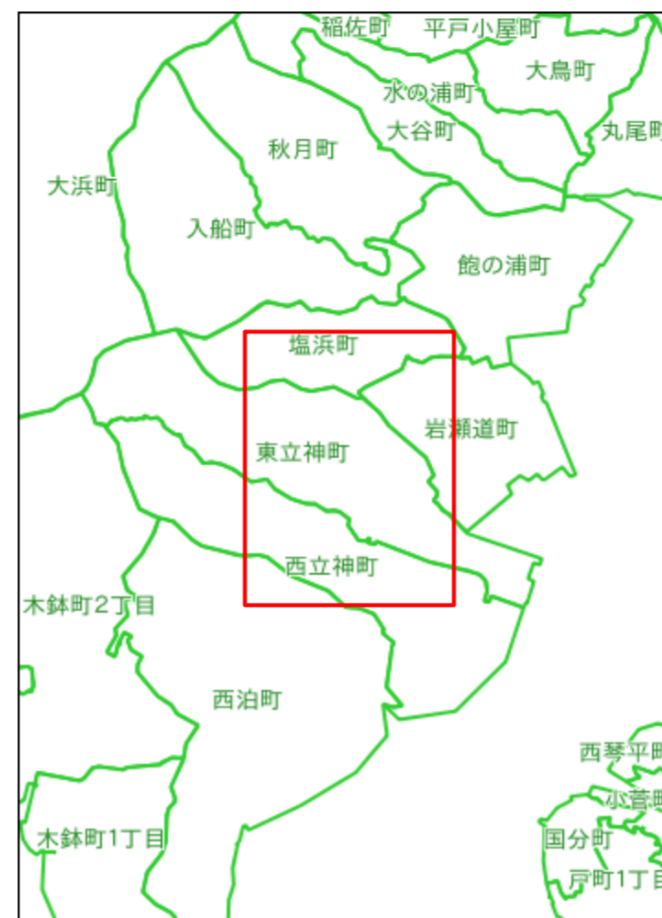 稲佐町
平戸小屋町
大鳥町
水の浦町
大谷町
丸尾町
秋月町
大浜町
入船町
飽の浦町
塩浜町
岩瀬道町
東立神町
西立神町
木鉢町2丁目
西泊町
西琴平町
小菅町
木鉢町1丁目
国分町
戸町1丁目